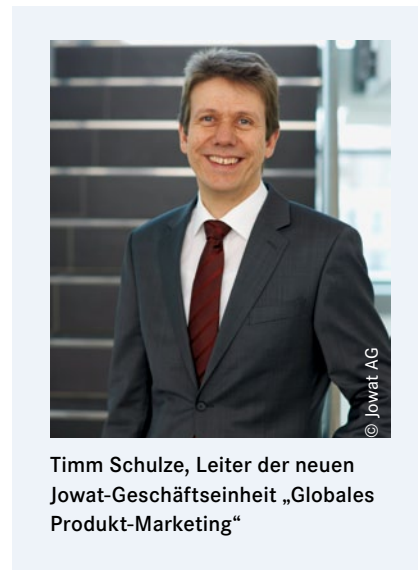 © Jowat AG
Timm Schulze, Leiter der neuen
Jowat-Geschäftseinheit „Globales
Produkt-Marketing“